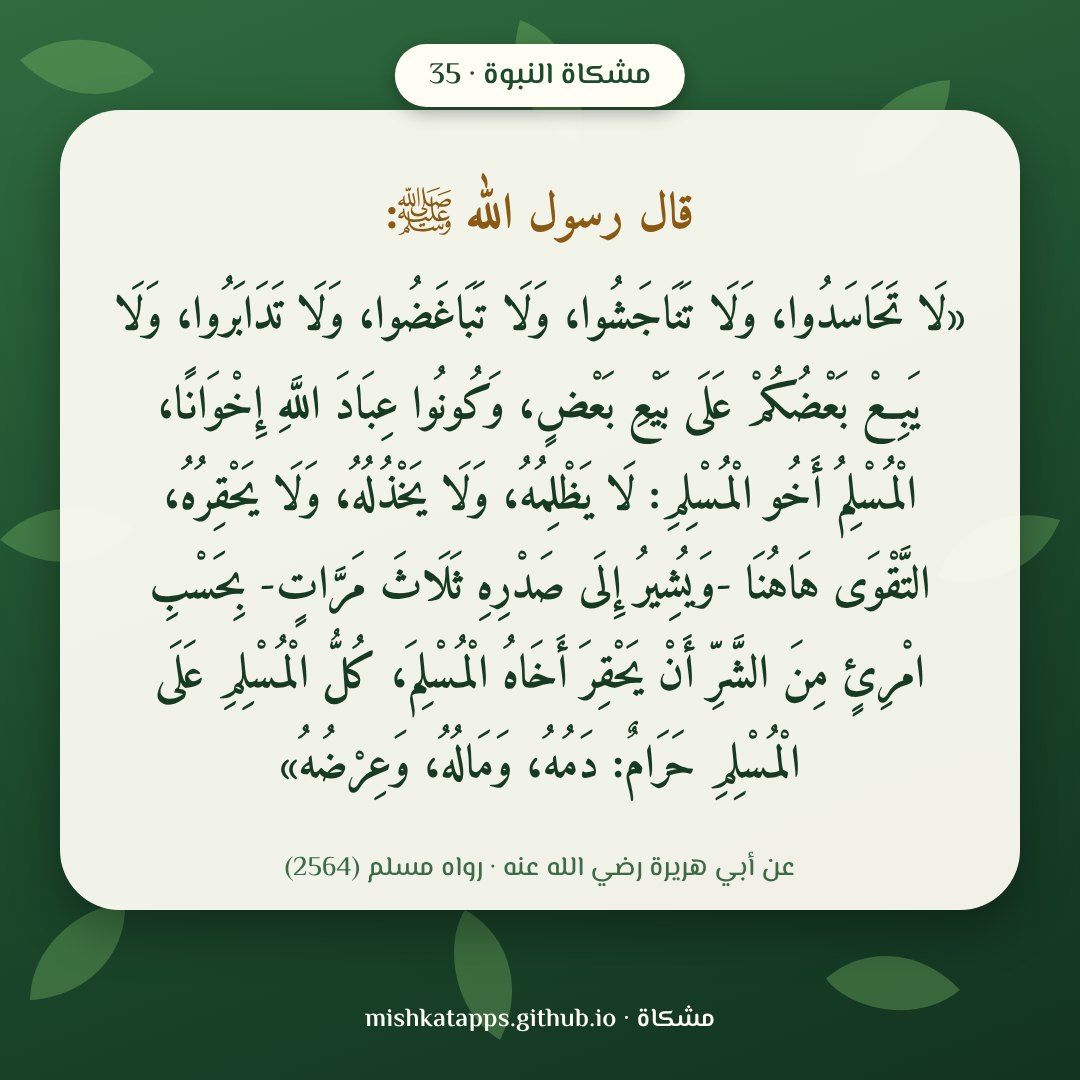 مشكاة النبوة · 35
قال رسول الله ﷺ:
«لَا تَحَاسَدُوا، وَلَا تَنَاجَشُوا، وَلَا تَبَاغَضُوا، وَلَا تَدَابَرُوا، وَلَا
يَبِعْ بَعْضُكُمْ عَلَى بَيْعِ بَعْضٍ، وَكُونُوا عِبَادَ اللَّهِ إِخْوَانًا،
الْمُسْلِمُ أَخُو الْمُسْلِمِ: لَا يَظْلِمُهُ، وَلَا يَخْذُلُهُ، وَلَا يَحْقِرُهُ،
التَّقْوَى هَاهُنَا -وَيُشِيرُ إِلَى صَدْرِهِ ثَلَاثَ مَرَّاتٍ- بِحَسْبِ
امْرِئٍ مِنَ الشَّرِّ أَنْ يَحْقِرَ أَخَاهُ الْمُسْلِمَ، كُلُّ الْمُسْلِمِ عَلَى
الْمُسْلِمِ حَرَامٌ: دَمُهُ، وَمَالُهُ، وَعِرْضُهُ»
عن أبي هريرة رضي الله عنه · رواه مسلم (2564)
مشكاة · mishkatapps.github.io